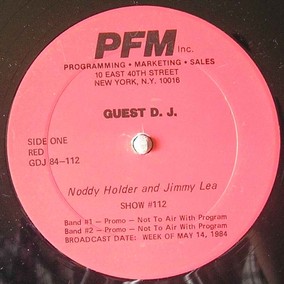 PFM Inc.
PROGRAMMING • MARKETING • SALES
10 EAST 40TH STREET
NEW YORK, N.Y. 10016
GUEST D. J.
SIDE ONE
RED
GDJ 84-112
Noddy Holder and Jimmy Lea
SHOW #112
Band #1 – Promo – Not To Air With Program
Band #2 – Promo – Not To Air With Program
BROADCAST DATE: WEEK OF MAY 14, 1984